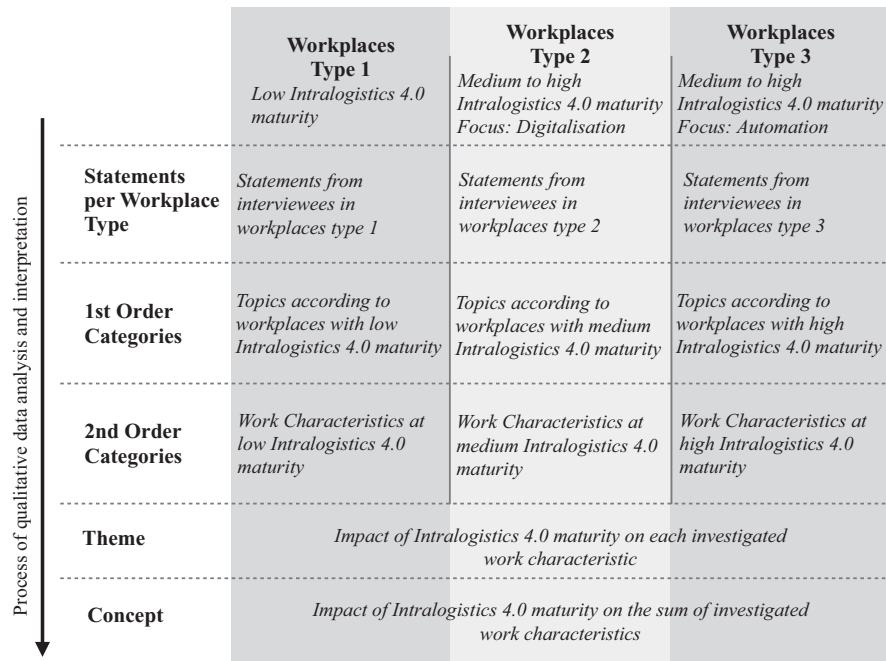 Workplaces
Type 1
Low Intralogistics 4.0
maturity
Workplaces
Type 2
Medium to high
Intralogistics 4.0 maturity
Focus: Digitalisation
Workplaces
Type 3
Medium to high
Intralogistics 4.0 maturity
Focus: Automation
Process of qualitative data analysis and interpretation
Statements
per Workplace
Type
Statements from
interviewees in
workplaces type 1
Statements from
interviewees in
workplaces type 2
Statements from
interviewees in
workplaces type 3
1st Order
Categories
Topics according to
workplaces with low
Intralogistics 4.0 maturity
Topics according to
workplaces with medium
Intralogistics 4.0 maturity
Topics according to
workplaces with high
Intralogistics 4.0 maturity
2nd Order
Categories
Work Characteristics at
low Intralogistics 4.0
maturity
Work Characteristics at
medium Intralogistics 4.0
maturity
Work Characteristics at
high Intralogistics 4.0
maturity
Theme
Impact of Intralogistics 4.0 maturity on each investigated
work characteristic
Concept
Impact of Intralogistics 4.0 maturity on the sum of investigated
work characteristics